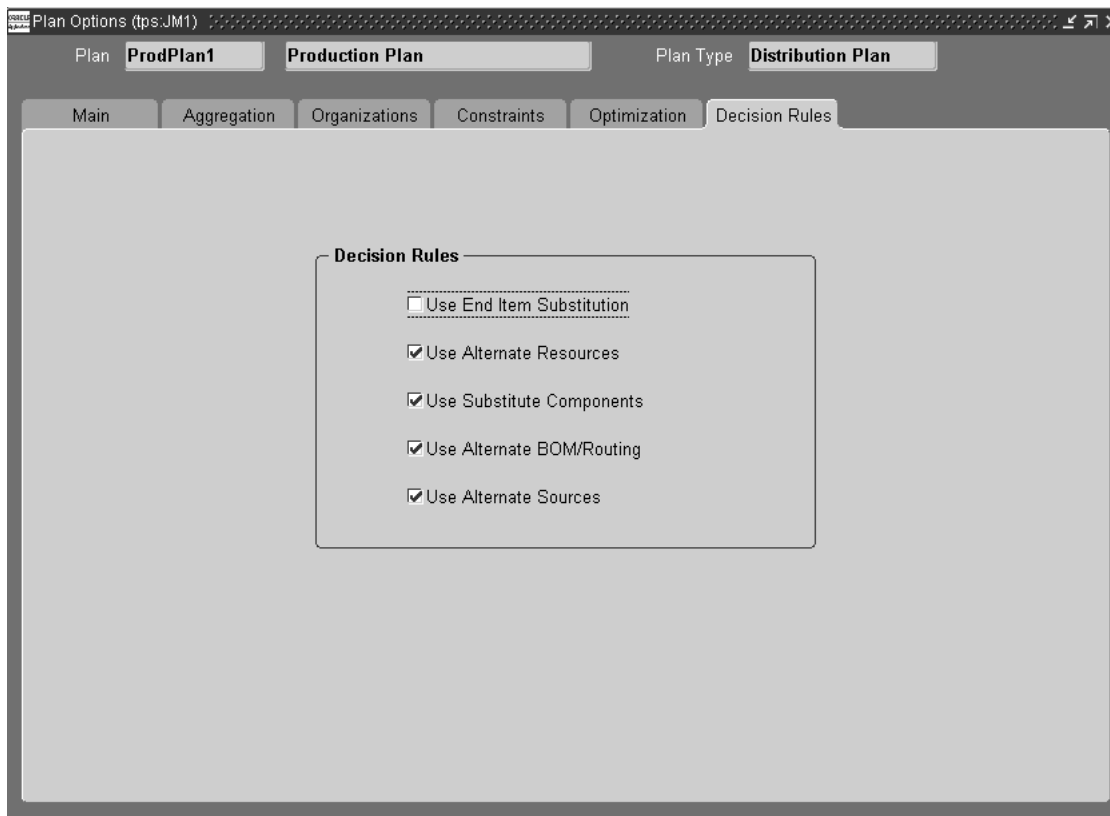 Plan Options (tps:JM1)
Plan ProdPlan1 Production Plan Plan Type Distribution Plan
Main Aggregation Organizations Constraints Optimization Decision Rules
Decision Rules
Use End Item Substitution
Use Alternate Resources
Use Substitute Components
Use Alternate BOM/Routing
Use Alternate Sources